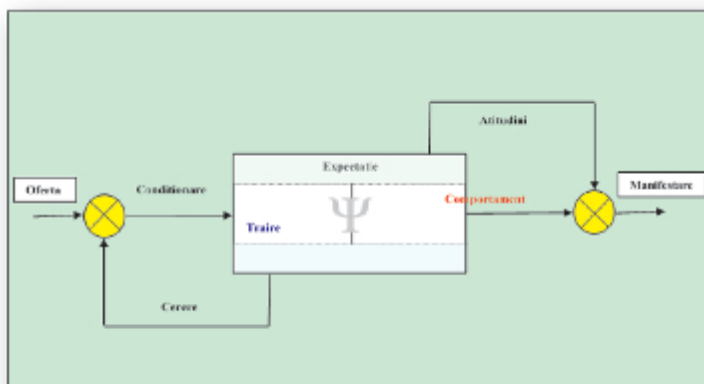 Atitudini
Expectatie
Oferta
Conditionare
Manifestare
Comportament
Ψ
Traire
Cerere